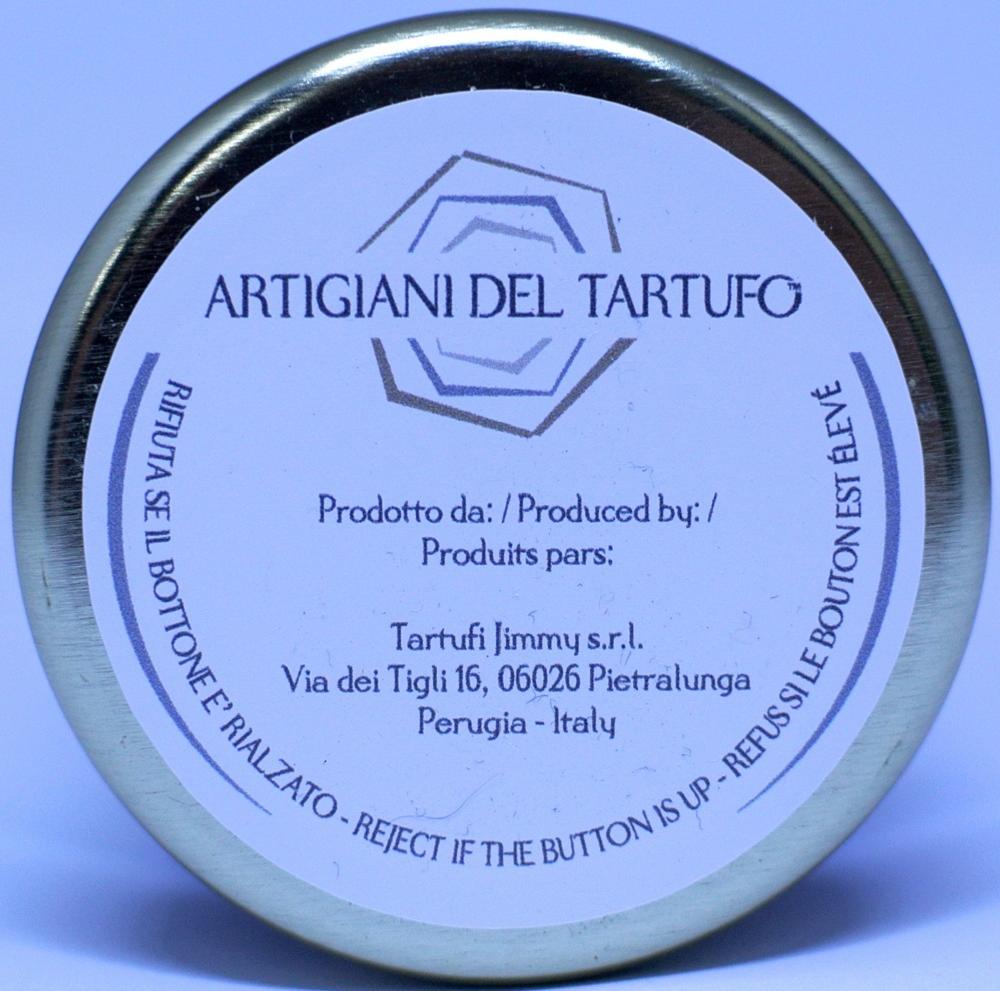 ARTIGIANI DEL TARTUFO™
Prodotto da: / Produced by: /
Produits pars:
Tartufi Jimmy s.r.l.
Via dei Tigli 16, 06026 Pietralunga
Perugia - Italy
RIFIUTA SE IL BOTTONE E' RIALZATO - REJECT IF THE BUTTON IS UP - REFUS SI LE BOUTON EST ÉLEVÉ